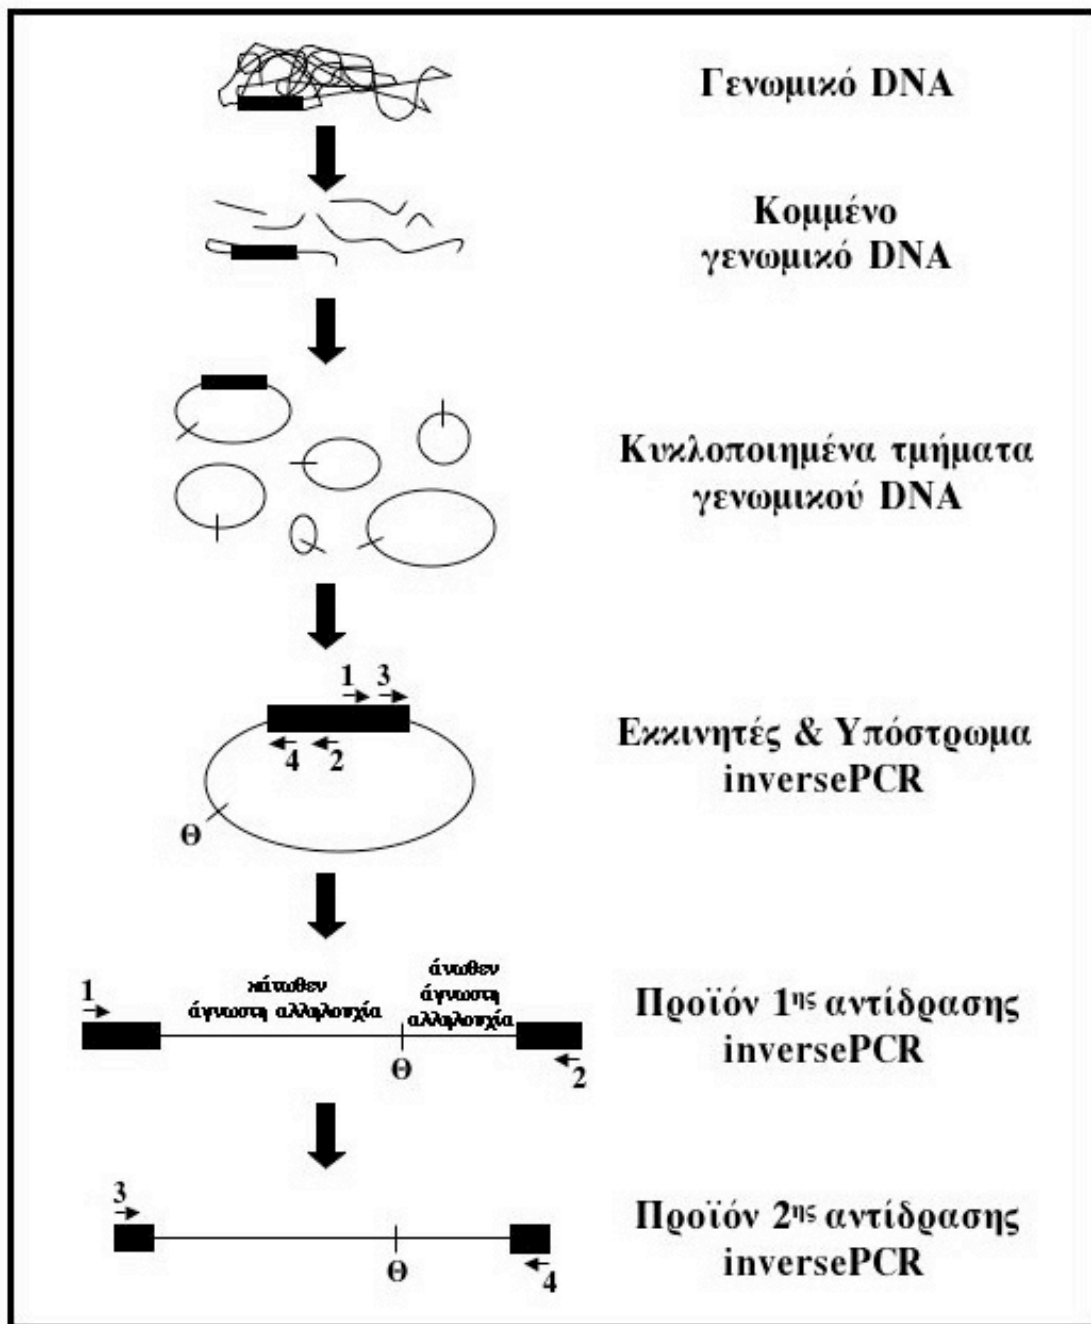 Γενωμικό DNA
Κομμένο
γενωμικό DNA
Κυκλοποιημένα τμήματα
γενωμικού DNA
1 3
4 2
Θ
Εκκινητές & Υπόστρωμα
inversePCR
1
κάτωθεν
άγνωστη αλληλουχία
άνωθεν
άγνωστη
αλληλουχία
Θ
2
Προϊόν 1ης αντίδρασης
inversePCR
3
Θ
4
Προϊόν 2ης αντίδρασης
inversePCR